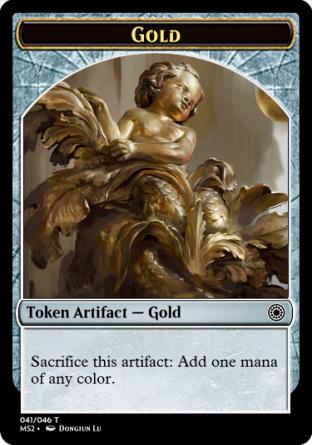 GOLD
Token Artifact — Gold
Sacrifice this artifact: Add one mana
of any color.
041/046 T
MS2 • DONGJUN LU